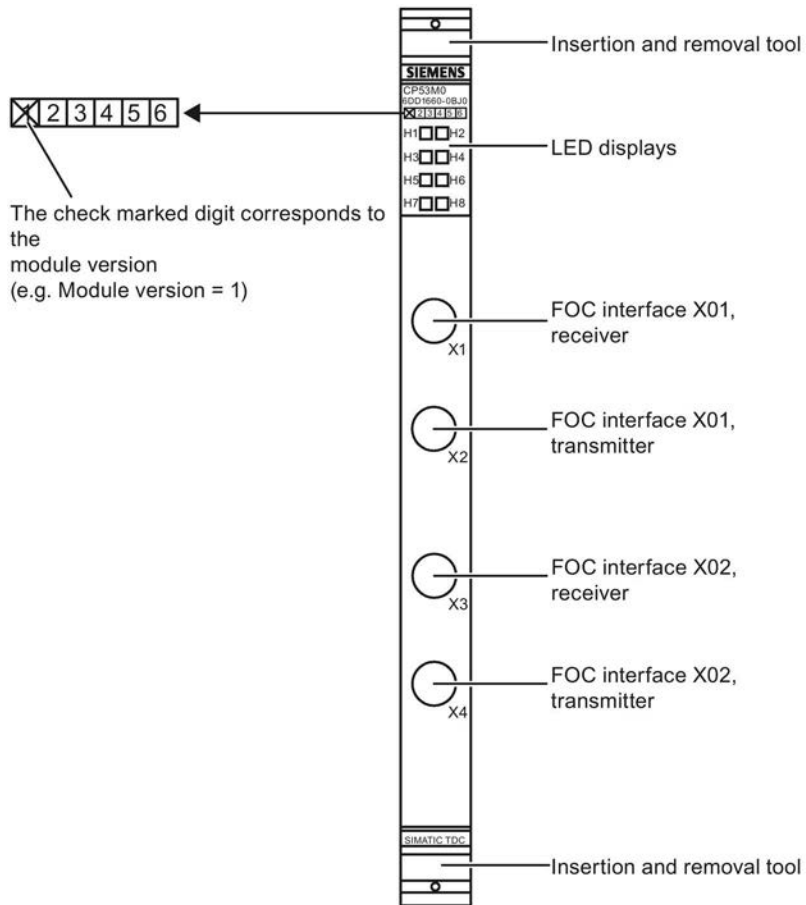 Insertion and removal tool
SIEMENS
CP53M0
6DD1660-0BJ0
1 2 3 4 5 6
X 2 3 4 5 6
H1 H2
LED displays
H3 H4
H5 H6
H7 H8
The check marked digit corresponds to
the
module version
(e.g. Module version = 1)
FOC interface X01,
receiver
X1
FOC interface X01,
transmitter
X2
FOC interface X02,
receiver
X3
FOC interface X02,
transmitter
X4
SIMATIC TDC
Insertion and removal tool